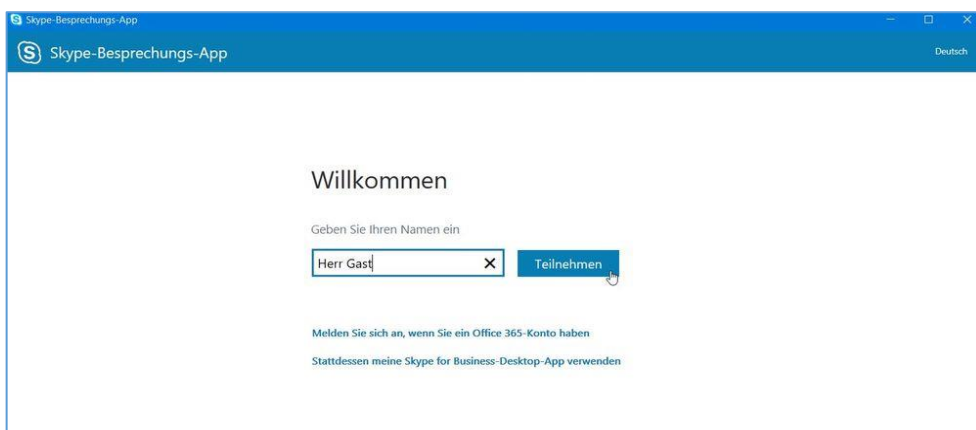 Skype-Besprechungs-App
Skype-Besprechungs-App
Deutsch
Willkommen
Geben Sie Ihren Namen ein
Herr Gast
Teilnehmen
Melden Sie sich an, wenn Sie ein Office 365-Konto haben
Stattdessen meine Skype for Business-Desktop-App verwenden